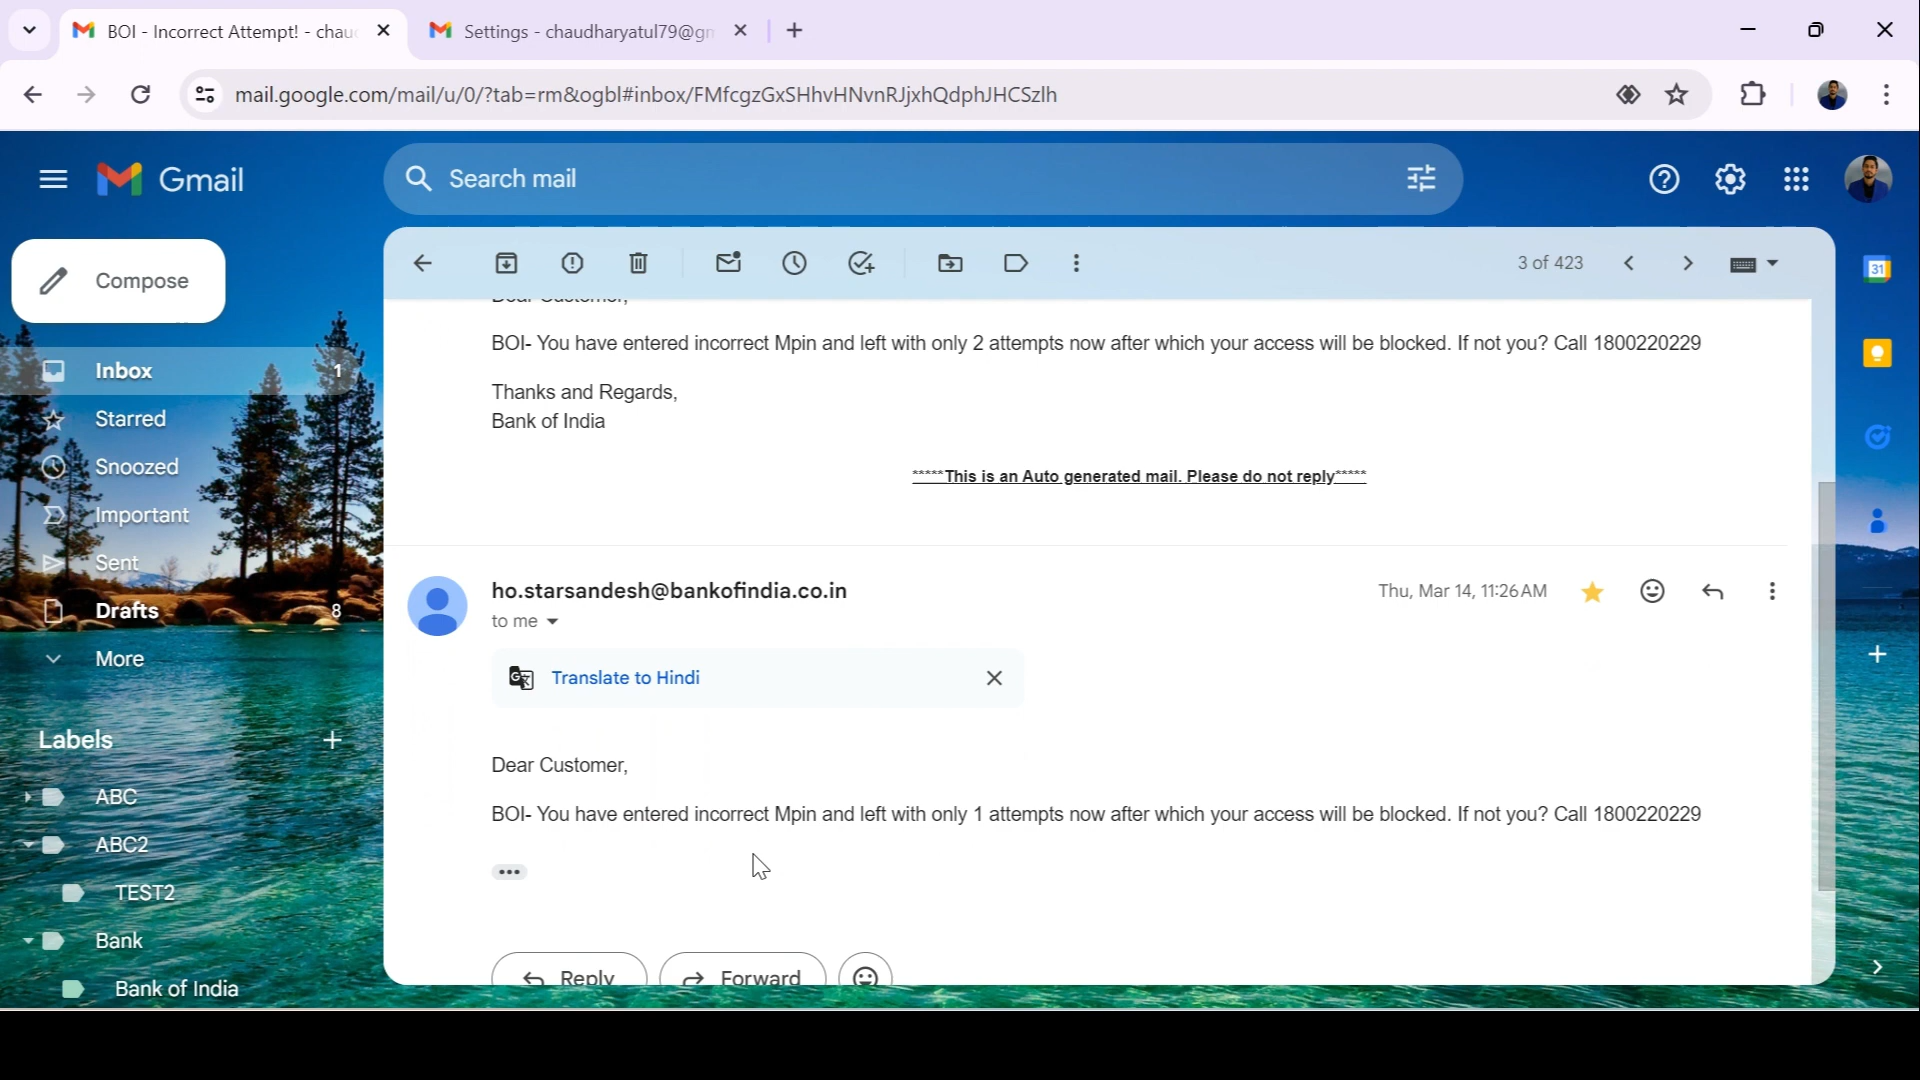 BOI - Incorrect Attempt! - chau
Settings - chaudharyatul79@gm
mail.google.com/mail/u/0/?tab=rm&ogbl#inbox/FMfcgzGxSHhvHNvnRJjxhQdphJHCSzlh
Gmail
Search mail
Compose
3 of 423
31
Dear Customer,
BOI- You have entered incorrect Mpin and left with only 2 attempts now after which your access will be blocked. If not you? Call 1800220229
Thanks and Regards,
Bank of India
*****This is an Auto generated mail. Please do not reply*****
Inbox 1
Starred
Snoozed
Important
Sent
Drafts 8
More
Labels
ABC
ABC2
TEST2
Bank
Bank of India
ho.starsandesh@bankofindia.co.in
Thu, Mar 14, 11:26 AM
to me
Translate to Hindi
Dear Customer,
BOI- You have entered incorrect Mpin and left with only 1 attempts now after which your access will be blocked. If not you? Call 1800220229
Reply
Forward